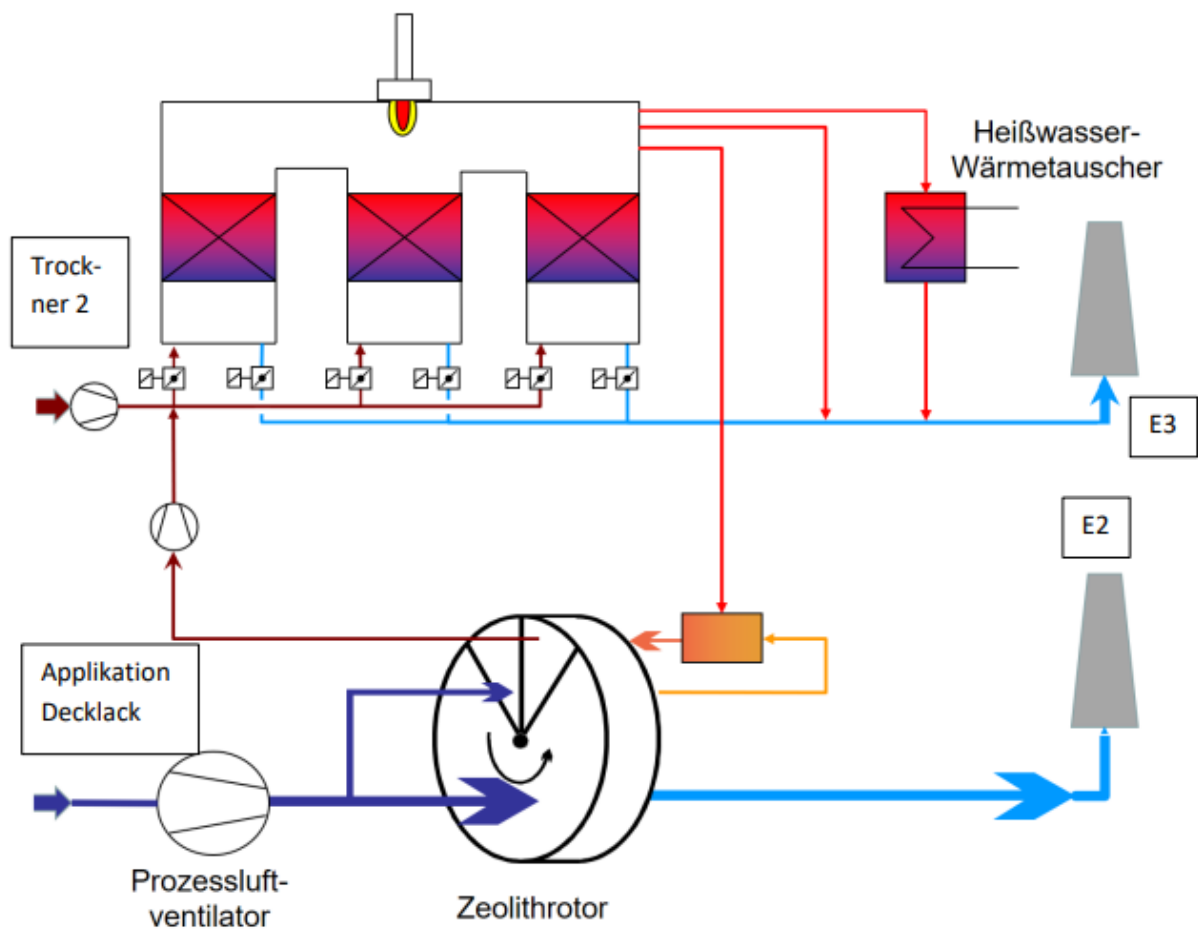 Heißwasser-
Wärmetauscher
Trock-
ner 2
E3
E2
Applikation
Decklack
Prozessluft-
ventilator
Zeolithrotor